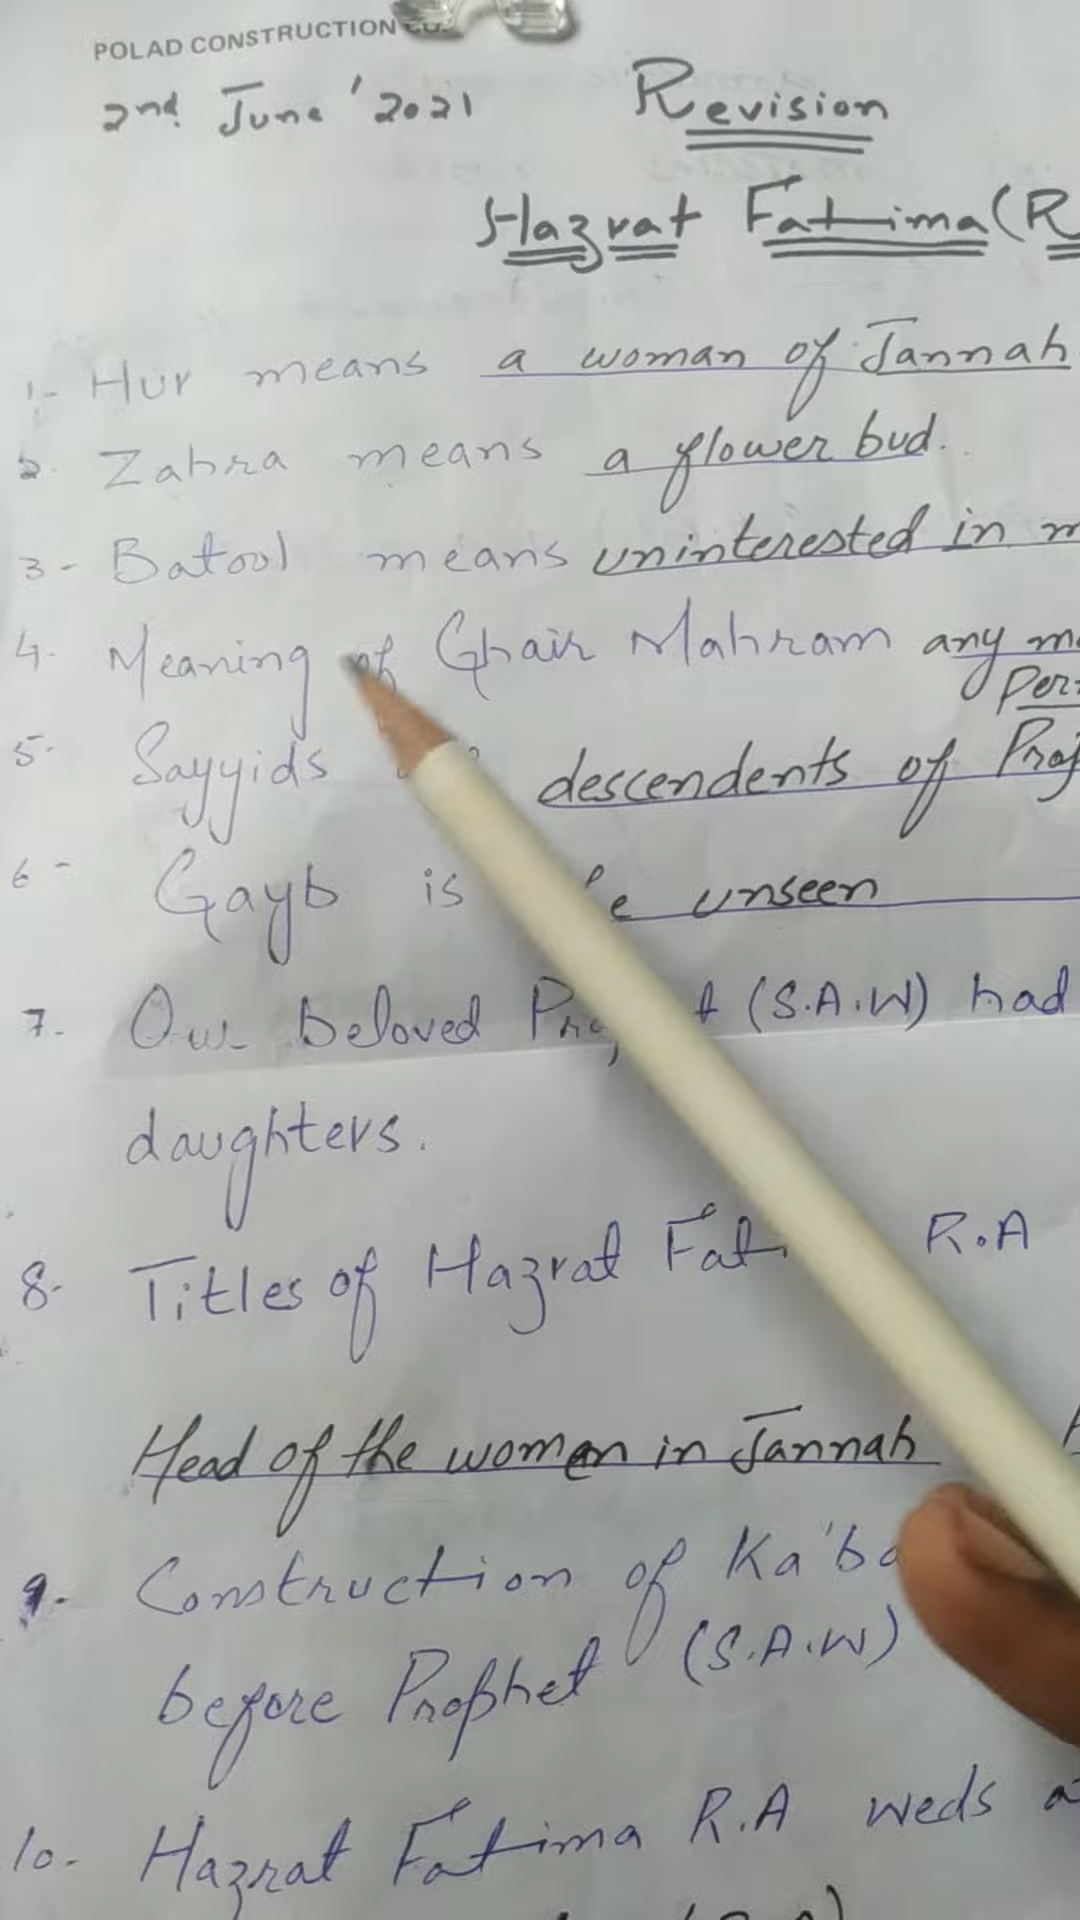 POLAD CONSTRUCTION CO.
2nd June '2021 Revision
Hazrat Fatima (R
1- Hur means a woman of Jannah
2. Zahra means a flower bud.
3- Batool means uninterested in
4. Meaning of Ghair Mahram any
5. Sayyids descendents of
6- Gayb is unseen
7. Our Beloved (S.A.W) had
daughters.
8. Titles of Hazrat R.A
Head of the women in Jannah
9. Construction of
before Prophet (S.A.W)
10. Hazrat Fatima R.A weds